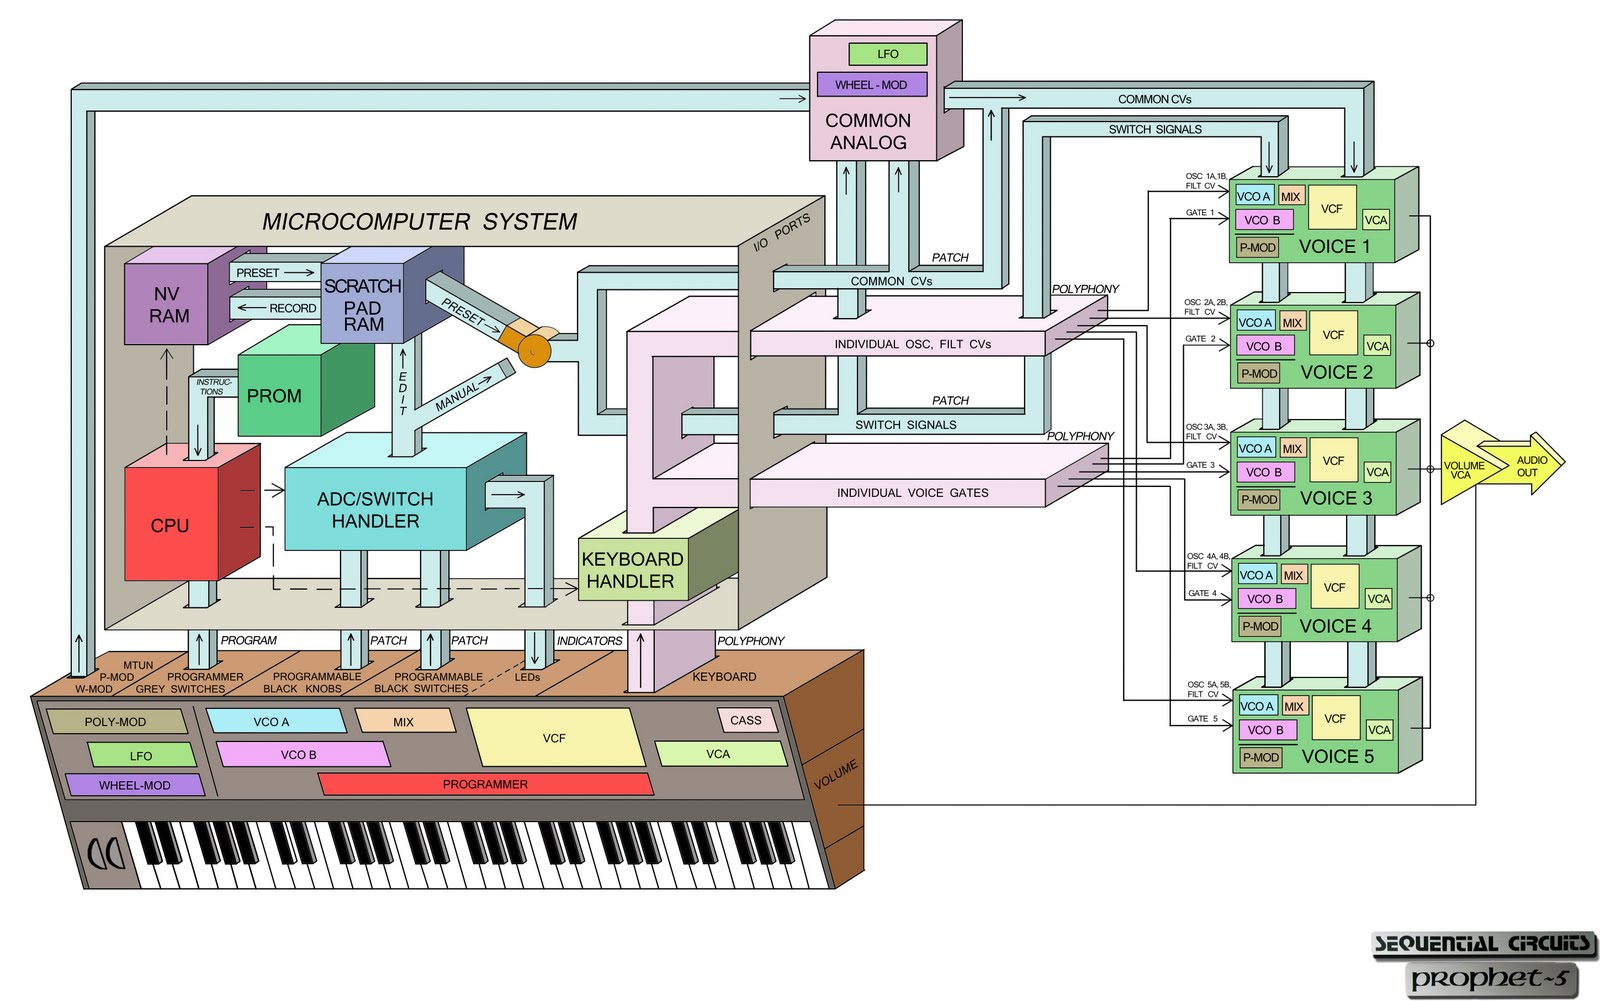 LFO
WHEEL - MOD
COMMON
ANALOG
COMMON CVs
SWITCH SIGNALS
MICROCOMPUTER SYSTEM
I/O PORTS
NV
RAM
PRESET
RECORD
SCRATCH
PAD
RAM
PRESET
INSTRUC-
TIONS
PROM
EDIT
MANUAL
CPU
ADC/SWITCH
HANDLER
KEYBOARD
HANDLER
PATCH
COMMON CVs
POLYPHONY
INDIVIDUAL OSC, FILT CVs
PATCH
SWITCH SIGNALS
POLYPHONY
INDIVIDUAL VOICE GATES
OSC 1A,1B,
FILT CV
GATE 1
VCO A
MIX
VCF
VCO B
VCA
P-MOD
VOICE 1
OSC 2A, 2B,
FILT CV
GATE 2
VCO A
MIX
VCF
VCO B
VCA
P-MOD
VOICE 2
OSC 3A, 3B,
FILT CV
GATE 3
VCO A
MIX
VCF
VCO B
VCA
P-MOD
VOICE 3
OSC 4A, 4B,
FILT CV
GATE 4
VCO A
MIX
VCF
VCO B
VCA
P-MOD
VOICE 4
OSC 5A, 5B,
FILT CV
GATE 5
VCO A
MIX
VCF
VCO B
VCA
P-MOD
VOICE 5
VOLUME
VCA
AUDIO
OUT
PROGRAM
PATCH
PATCH
INDICATORS
POLYPHONY
MTUN
P-MOD
W-MOD
GREY SWITCHES
PROGRAMMER
SWITCHES
PROGRAMMABLE
BLACK KNOBS
PROGRAMMABLE
BLACK SWITCHES
LEDs
KEYBOARD
POLY-MOD
LFO
WHEEL-MOD
VCO A
MIX
VCO B
VCF
CASS
VCA
PROGRAMMER
VOLUME
SEQUENTIAL CIRCUITS
prophet-5